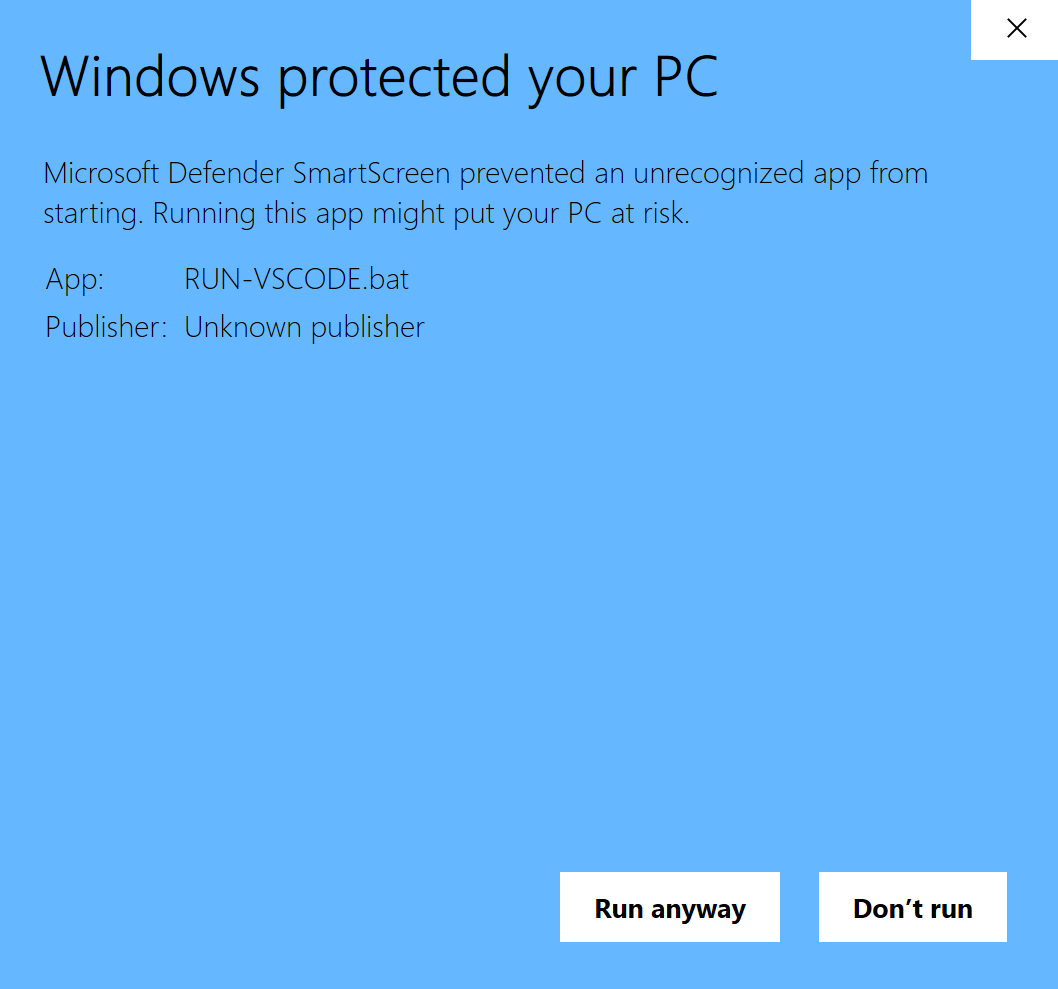 Windows protected your PC
Microsoft Defender SmartScreen prevented an unrecognized app from
starting. Running this app might put your PC at risk.
App: RUN-VSCODE.bat
Publisher: Unknown publisher
Run anyway Don’t run